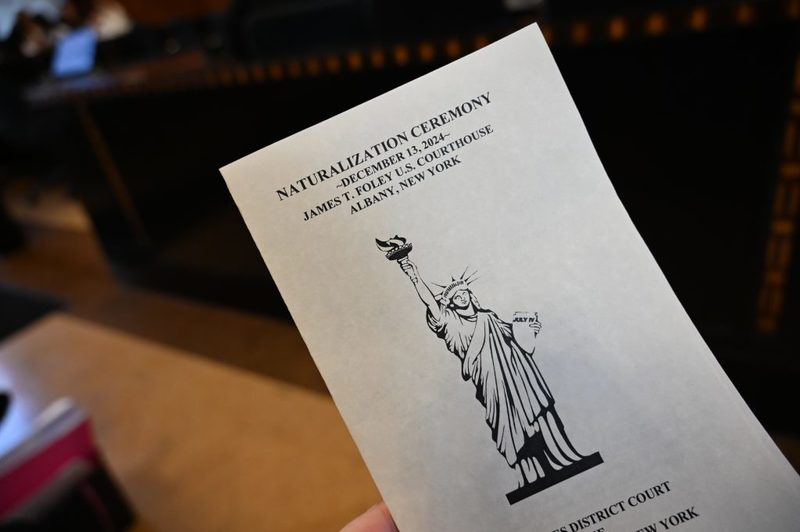 NATURALIZATION CEREMONY
~DECEMBER 13, 2024~
JAMES T. FOLEY U.S. COURTHOUSE
ALBANY, NEW YORK
JULY IV
DISTRICT COURT
NEW YORK